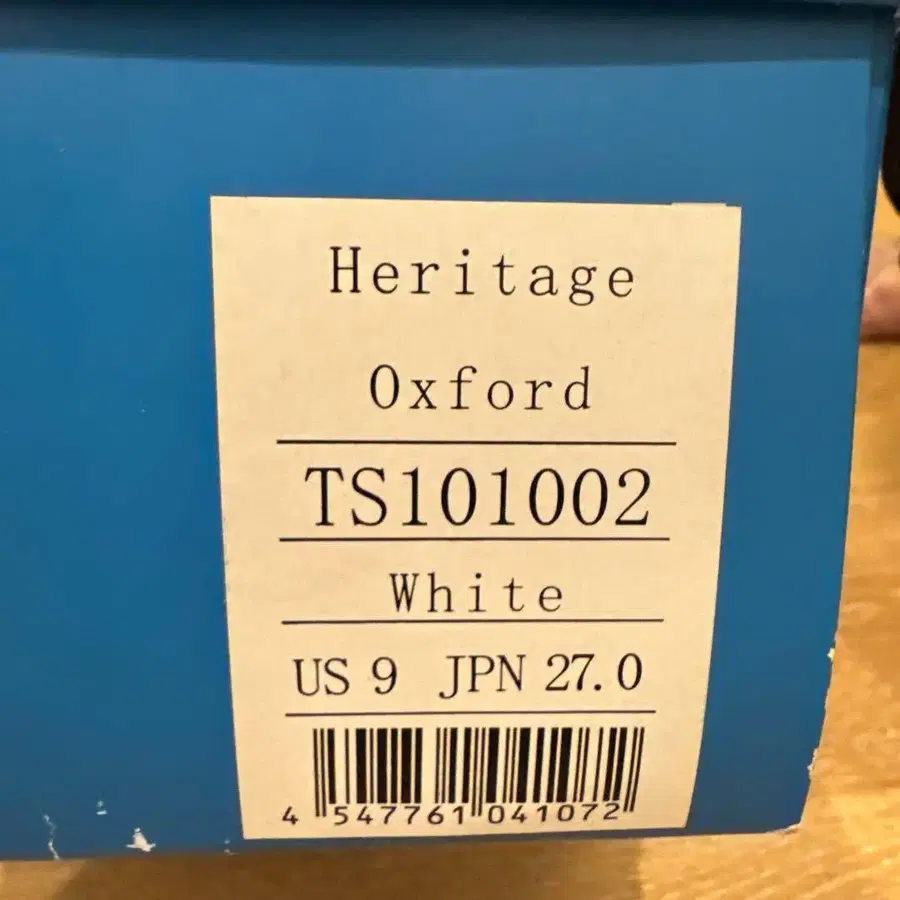 Heritage
Oxford
TS101002
White
US 9 JPN 27.0
4 547761 041072